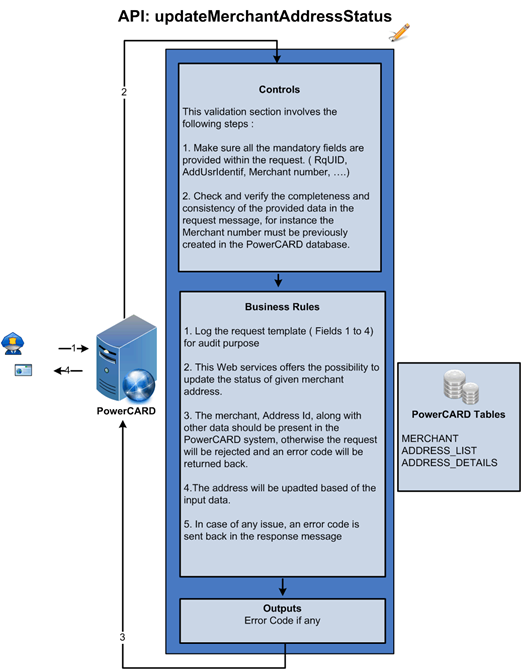 API: updateMerchantAddressStatus
2
Controls
This validation section involves the
following steps :
1. Make sure all the mandatory fields are
provided within the request. ( RqUID,
AddUsrIdentif, Merchant number, ….)
2. Check and verify the completeness and
consistency of the provided data in the
request message, for instance the
Merchant number must be previously
created in the PowerCARD database.
Business Rules
1. Log the request template ( Fields 1 to 4)
for audit purpose
2. This Web services offers the possibility to
update the status of given merchant
address.
3. The merchant, Address Id, along with
other data should be present in the
PowerCARD system, otherwise the request
will be rejected and an error code will be
returned back.
4.The address will be upadted based of the
input data.
5. In case of any issue, an error code is
sent back in the response message
1
4
PowerCARD
PowerCARD Tables
MERCHANT
ADDRESS_LIST
ADDRESS_DETAILS
Outputs
Error Code if any
3